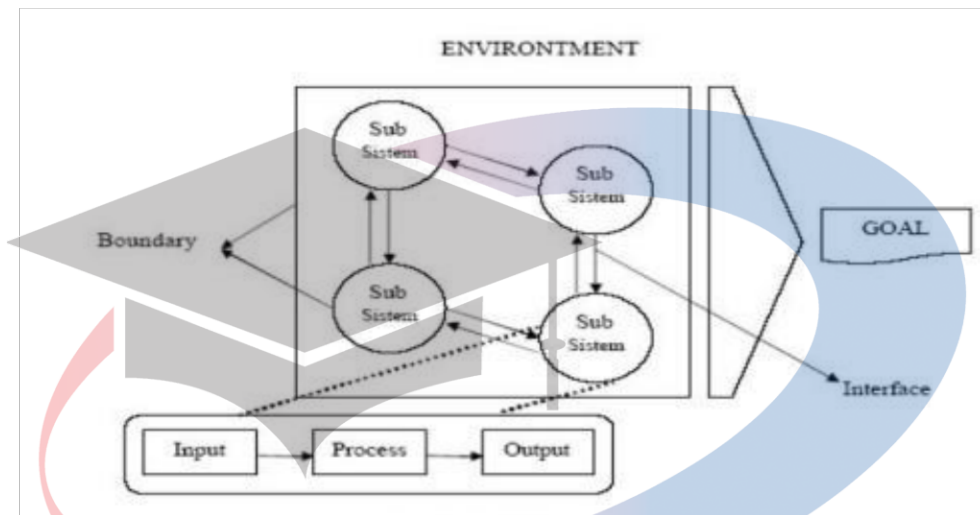 ENVIRONTMENT
Sub
Sistem
Sub
Sistem
Boundary
GOAL
Sub
Sistem
Sub
Sistem
Interface
Input
Process
Output